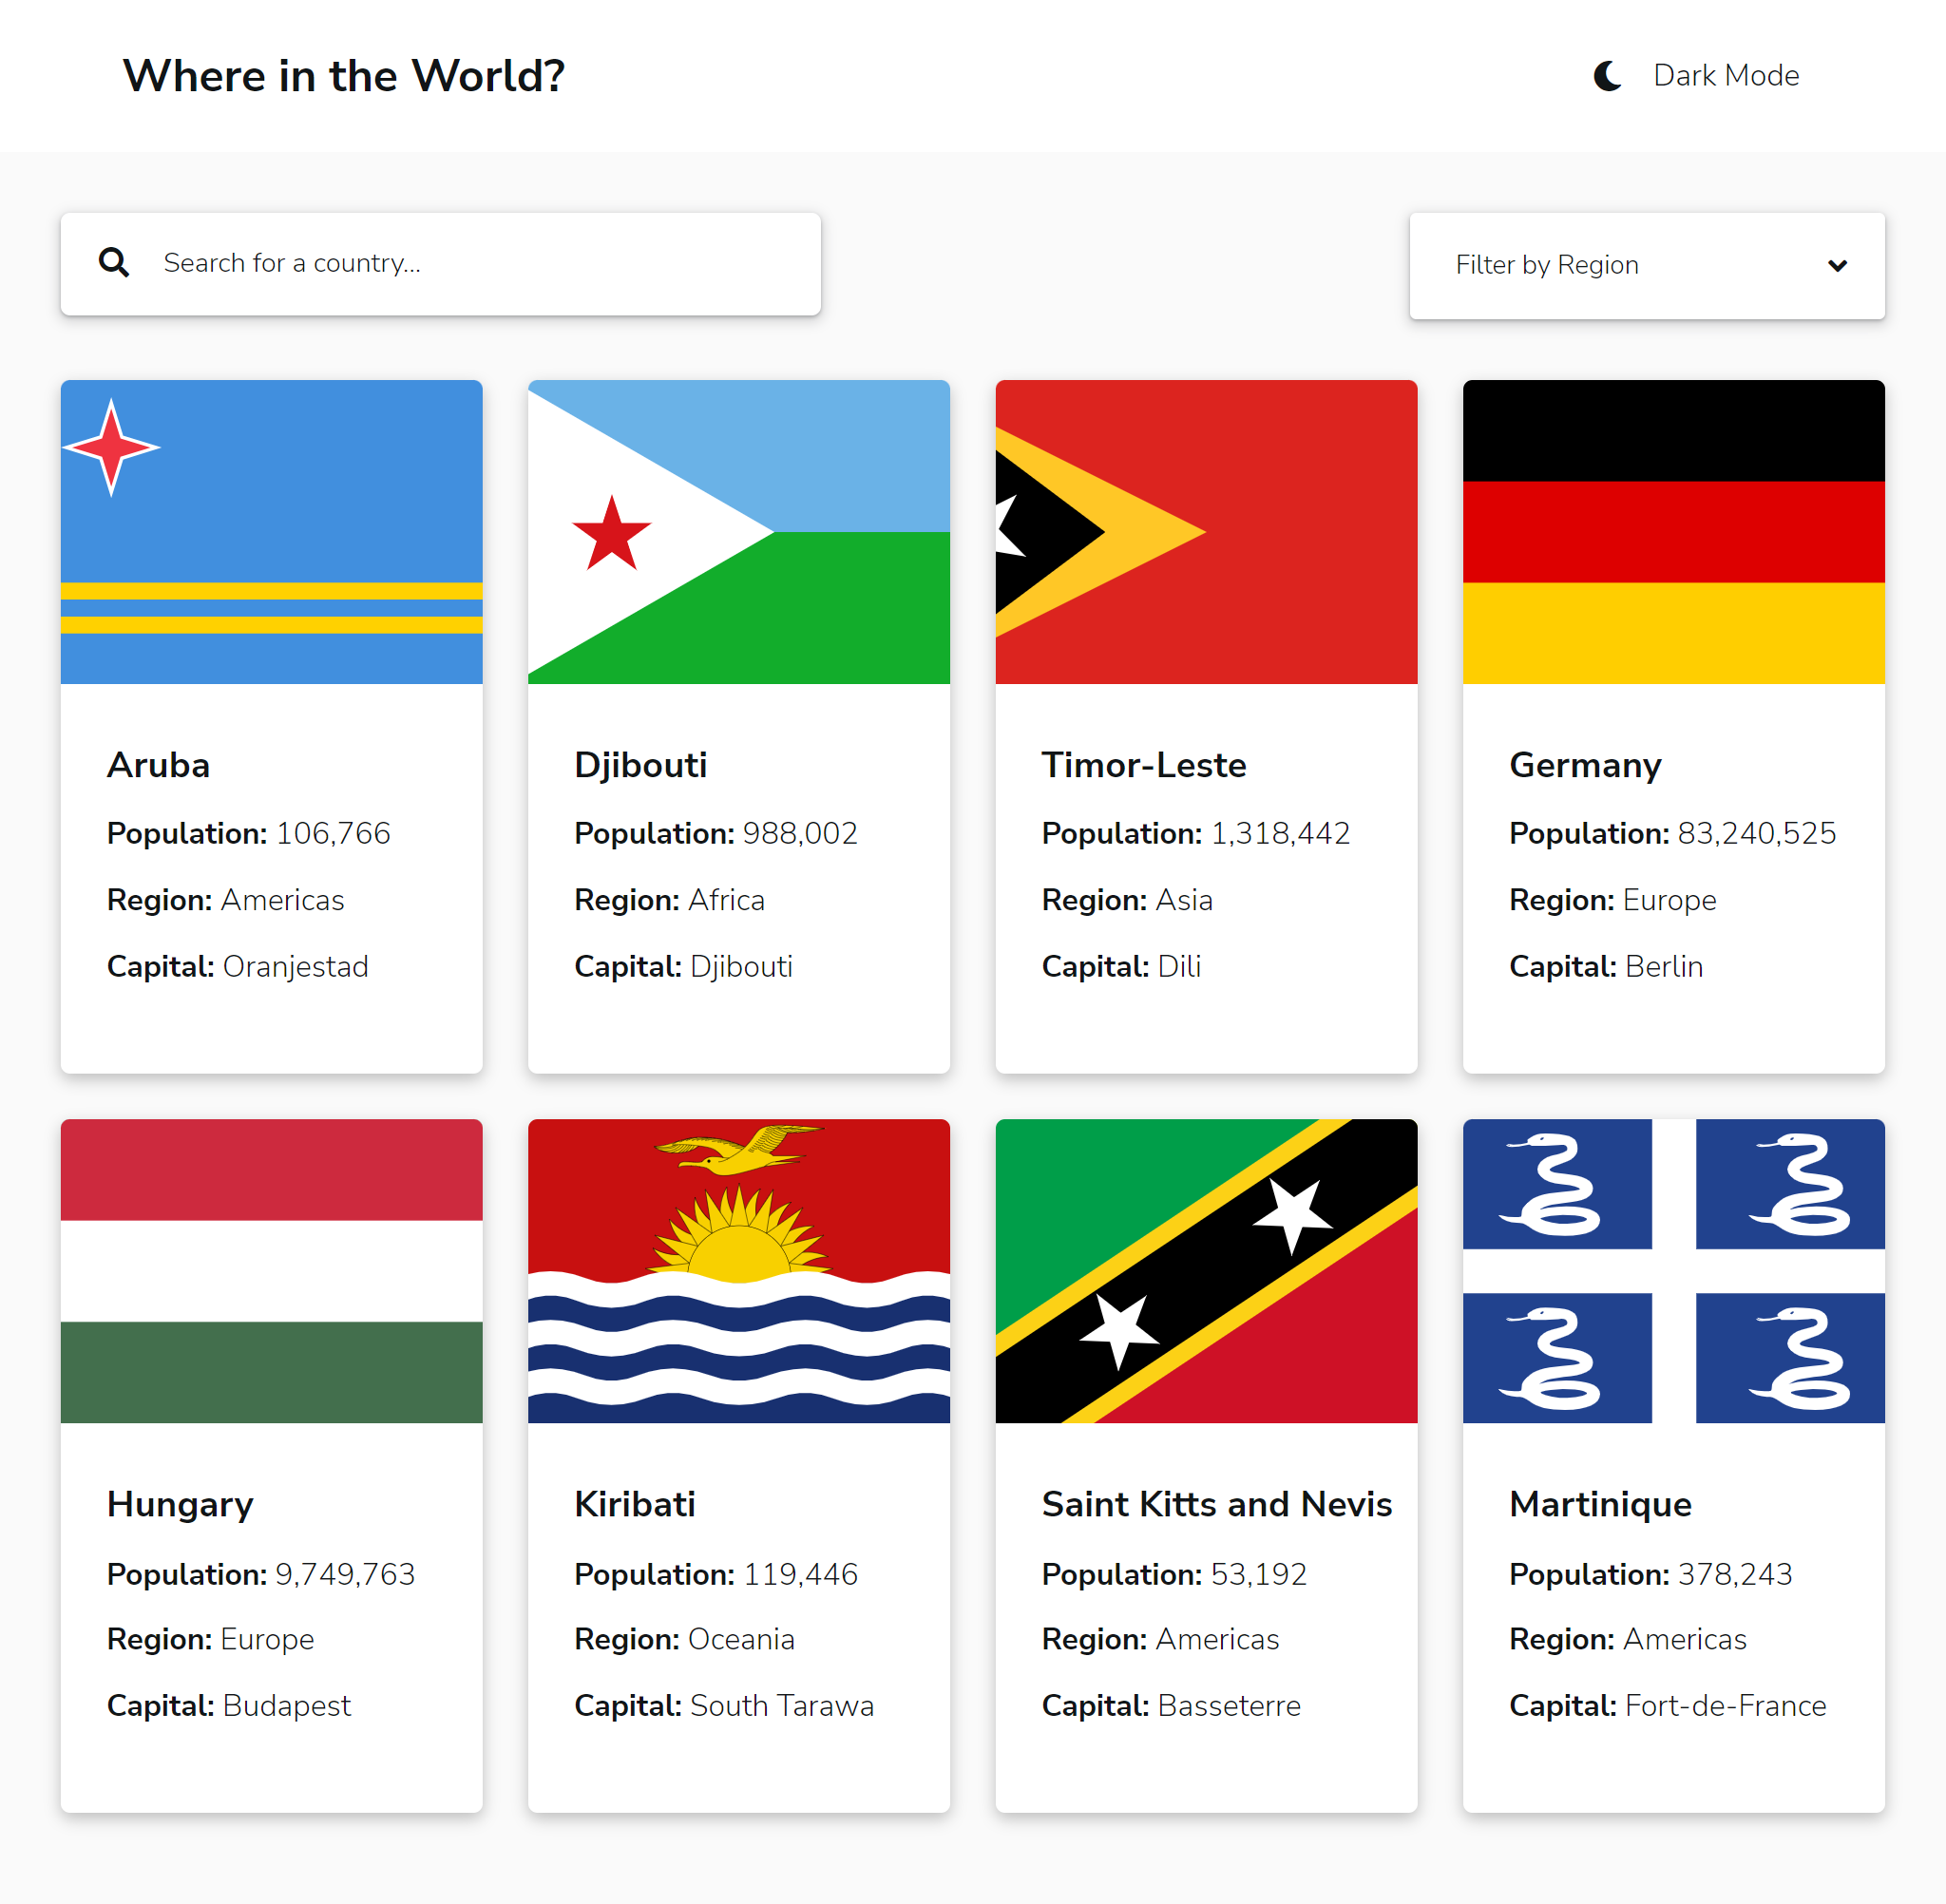 Where in the World?
Dark Mode
Search for a country...
Filter by Region
Aruba
Population: 106,766
Region: Americas
Capital: Oranjestad
Djibouti
Population: 988,002
Region: Africa
Capital: Djibouti
Timor-Leste
Population: 1,318,442
Region: Asia
Capital: Dili
Germany
Population: 83,240,525
Region: Europe
Capital: Berlin
Hungary
Population: 9,749,763
Region: Europe
Capital: Budapest
Kiribati
Population: 119,446
Region: Oceania
Capital: South Tarawa
Saint Kitts and Nevis
Population: 53,192
Region: Americas
Capital: Basseterre
Martinique
Population: 378,243
Region: Americas
Capital: Fort-de-France